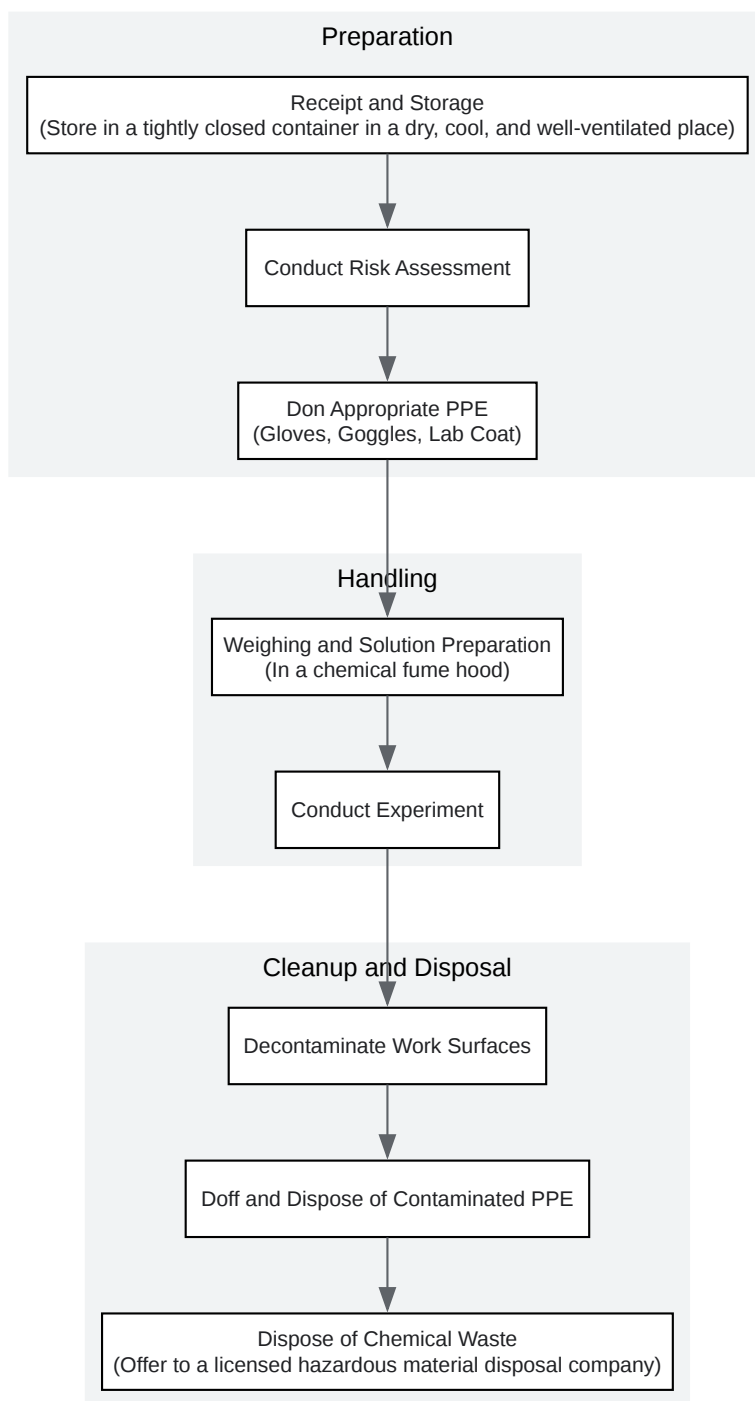 Preparation
Receipt and Storage
(Store in a tightly closed container in a dry, cool, and well-ventilated place)
Conduct Risk Assessment
Don Appropriate PPE
(Gloves, Goggles, Lab Coat)
Handling
Weighing and Solution Preparation
(In a chemical fume hood)
Conduct Experiment
Cleanup and Disposal
Decontaminate Work Surfaces
Doff and Dispose of Contaminated PPE
Dispose of Chemical Waste
(Offer to a licensed hazardous material disposal company)